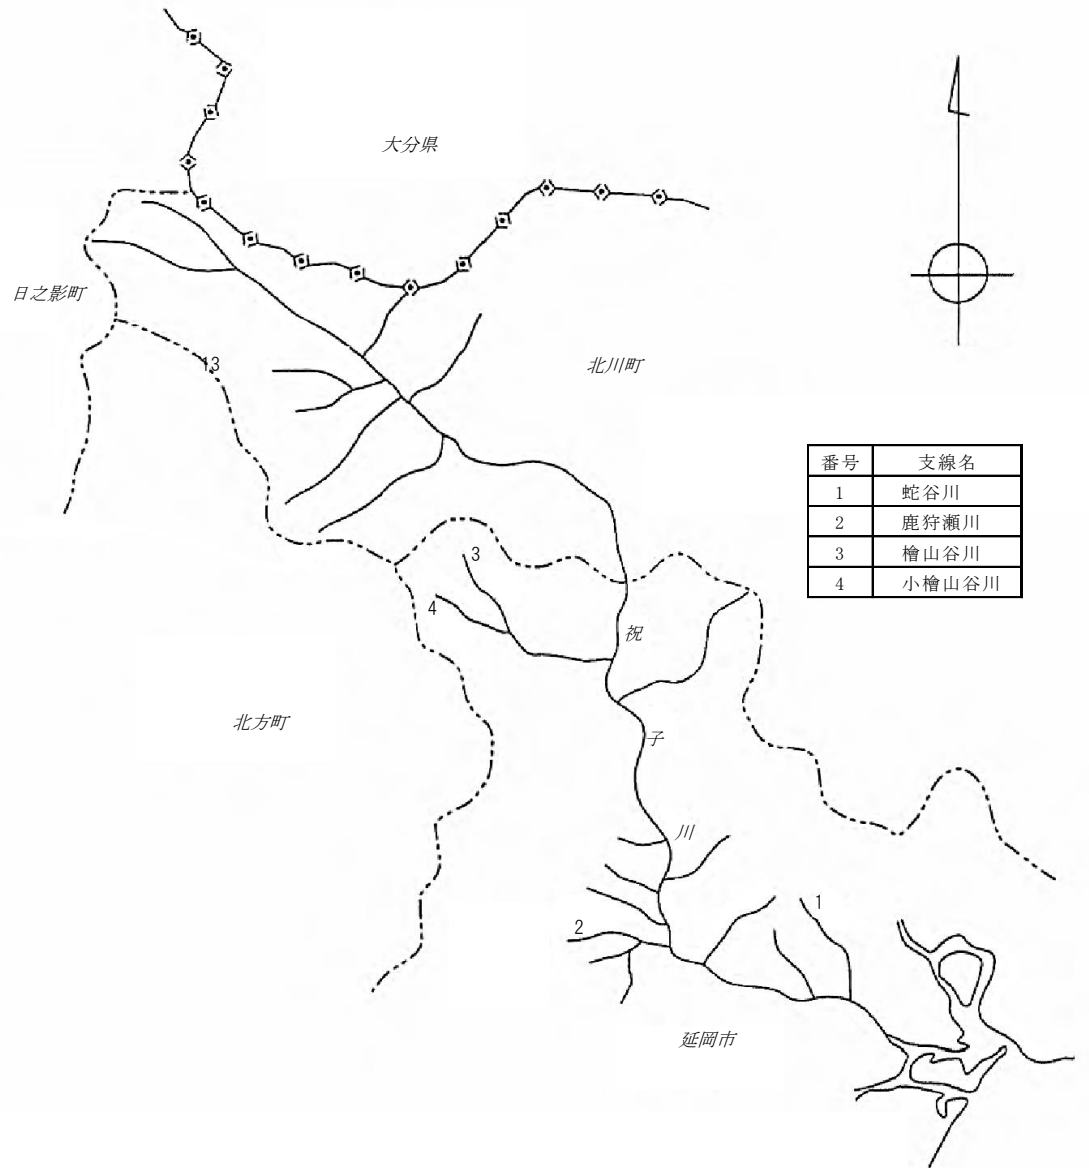 大分県
日之影町
13
北川町
番号 支線名
1 蛇谷川
2 鹿狩瀬川
3 檜山谷川
4 小檜山谷川
3
4
祝
子
川
北方町
1
2
延岡市